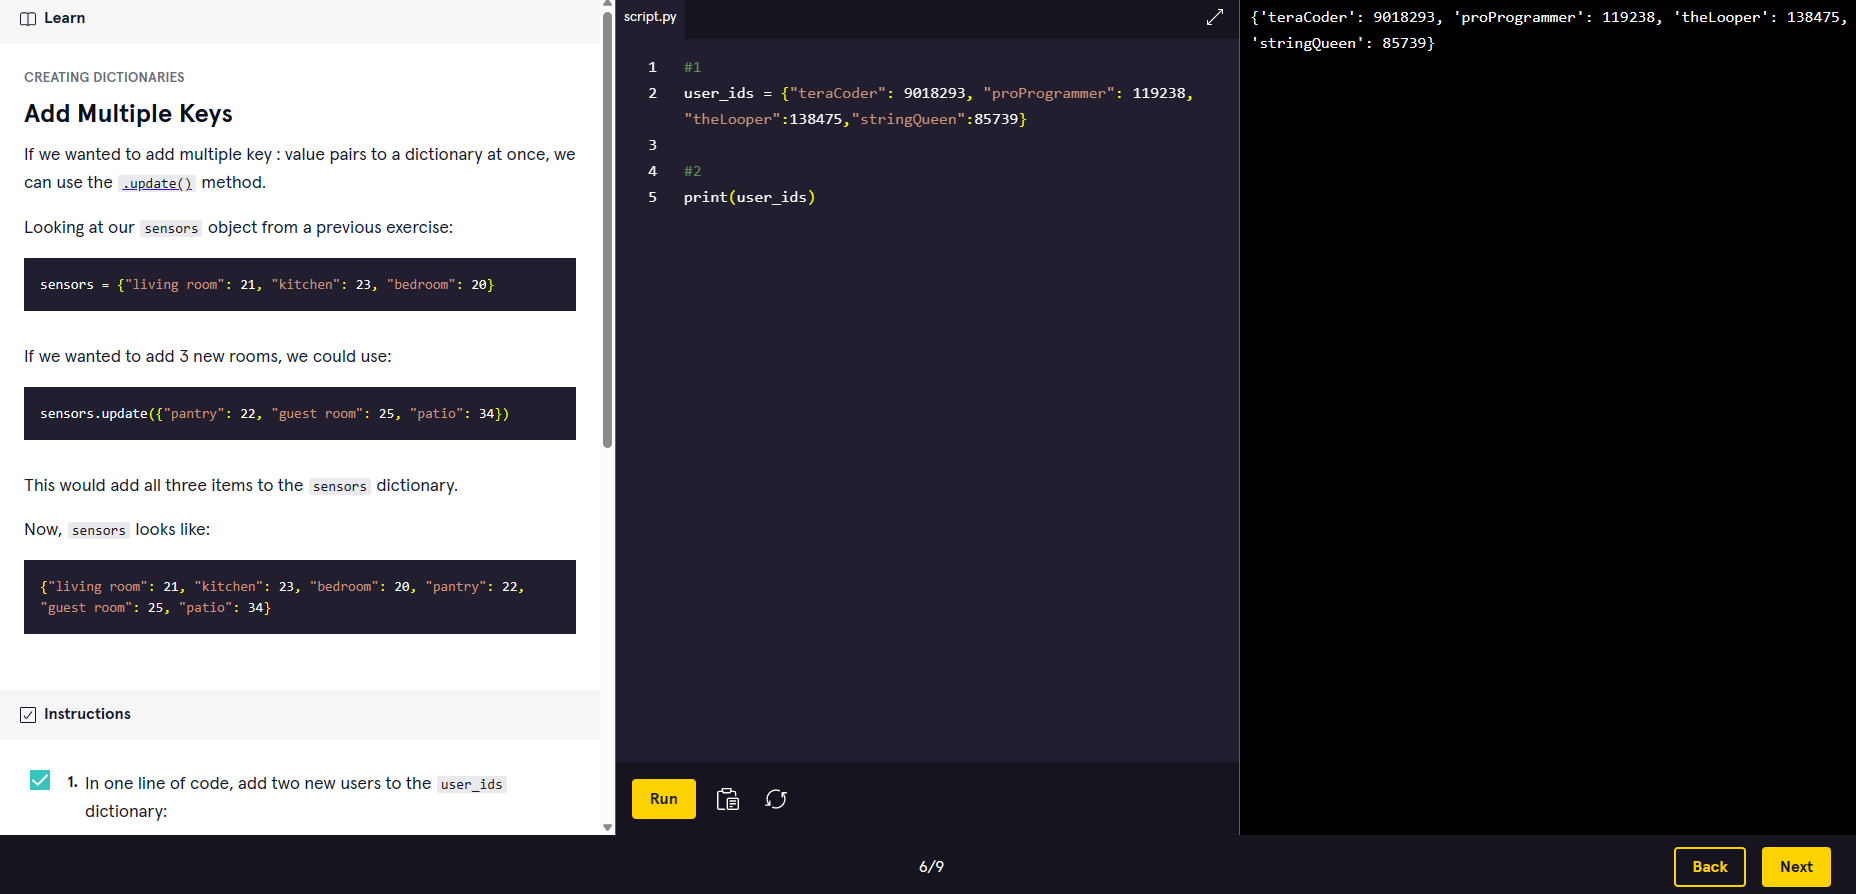 Learn
CREATING DICTIONARIES
Add Multiple Keys
If we wanted to add multiple key : value pairs to a dictionary at once, we
can use the .update() method.
Looking at our sensors object from a previous exercise:
sensors = {"living room": 21, "kitchen": 23, "bedroom": 20}
If we wanted to add 3 new rooms, we could use:
sensors.update({"pantry": 22, "guest room": 25, "patio": 34})
This would add all three items to the sensors dictionary.
Now, sensors looks like:
{"living room": 21, "kitchen": 23, "bedroom": 20, "pantry": 22,
"guest room": 25, "patio": 34}
Instructions
1. In one line of code, add two new users to the user_ids
dictionary:
script.py
1 #1
2 user_ids = {"teraCoder": 9018293, "proProgrammer": 119238,
"theLooper":138475,"stringQueen":85739}
3
4 #2
5 print(user_ids)
Run
{'teraCoder': 9018293, 'proProgrammer': 119238, 'theLooper': 138475,
'stringQueen': 85739}
6/9
Back
Next